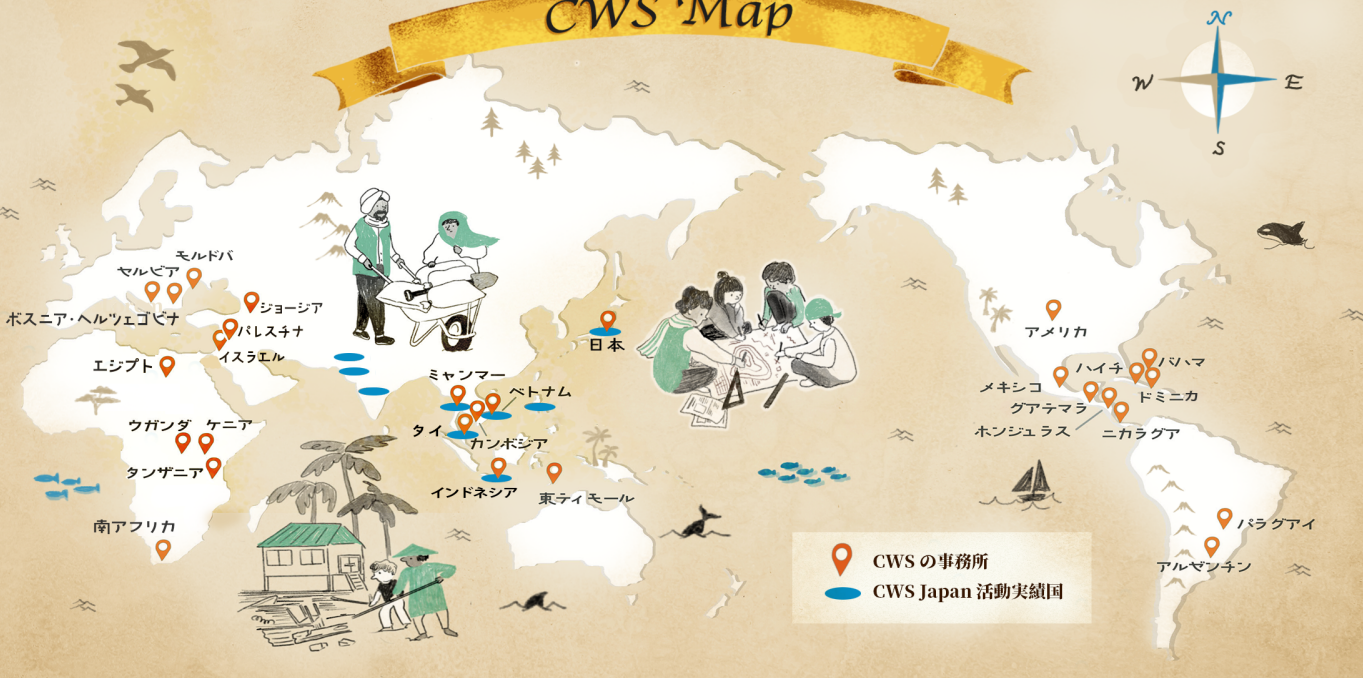 CWS Map
N
W
E
S
モルドバ
セルビア
ボスニア・ヘルツェゴビナ
ジョージア
パレスチナ
イスラエル
エジプト
ウガンダ
ケニア
タンザニア
南アフリカ
日本
ミャンマー
ベトナム
タイ
カンボジア
インドネシア
東ティモール
アメリカ
メキシコ
ハイチ
バハマ
ドミニカ
グアテマラ
ホンジュラス
ニカラグア
パラグアイ
アルゼンチン
CWS の事務所
CWS Japan 活動実績国